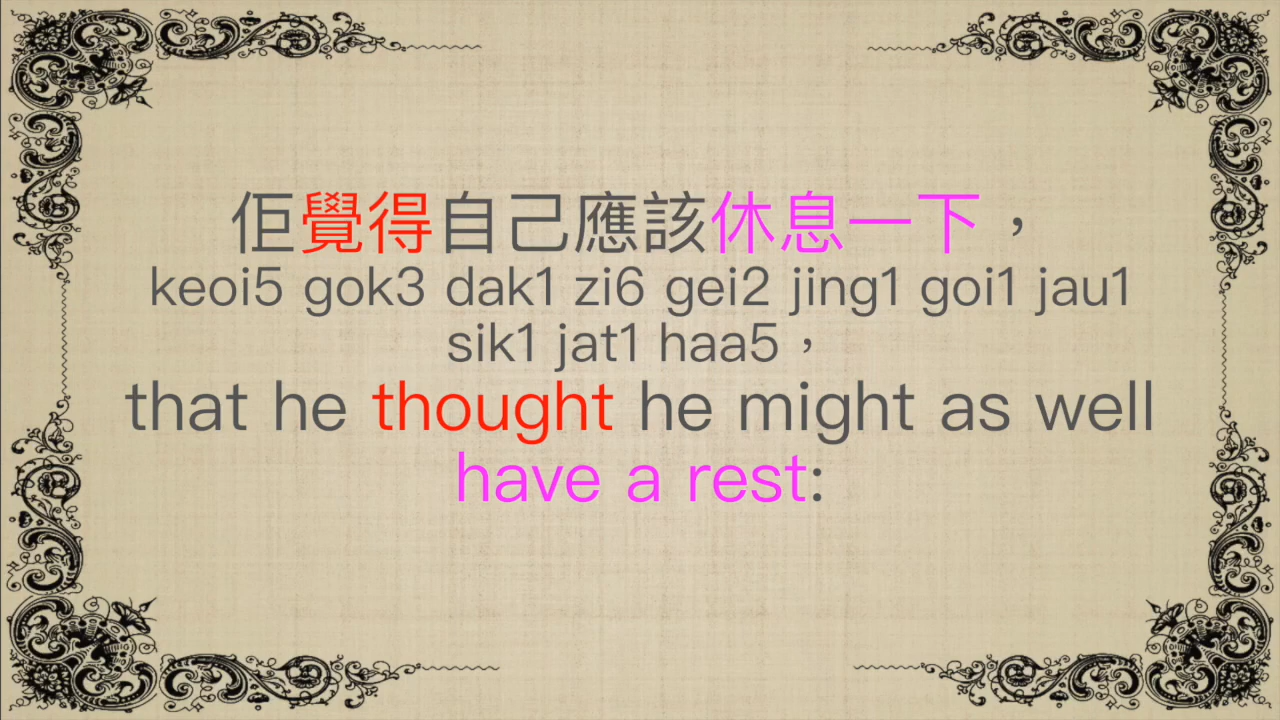 佢覺得自己應該休息一下，
keoi5 gok3 dak1 zi6 gei2 jing1 goi1 jau1
sik1 jat1 haa5，
that he thought he might as well
have a rest: